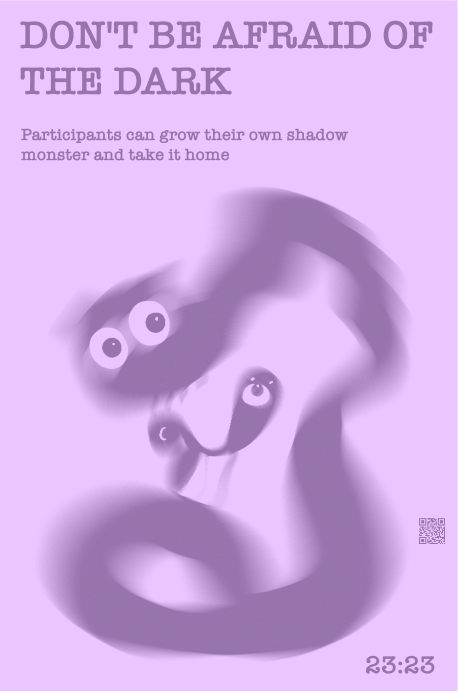 DON'T BE AFRAID OF
THE DARK
Participants can grow their own shadow
monster and take it home
23:23